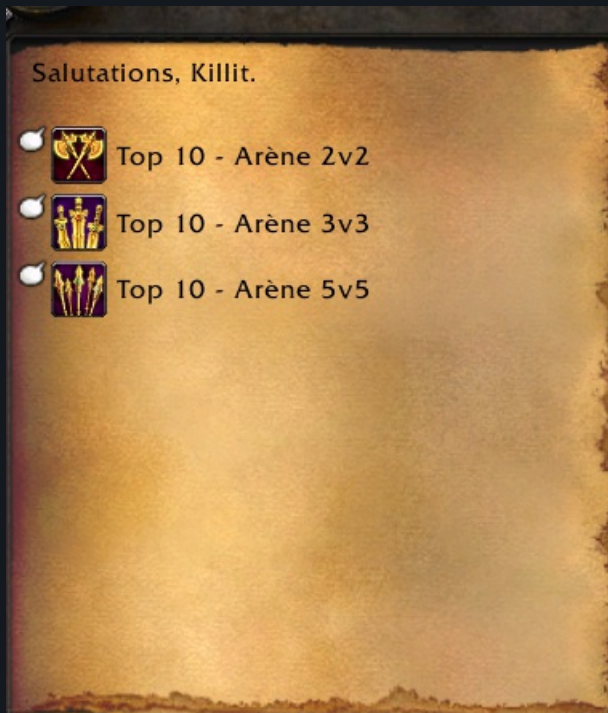 Salutations, Killit.
Top 10 - Arène 2v2
Top 10 - Arène 3v3
Top 10 - Arène 5v5